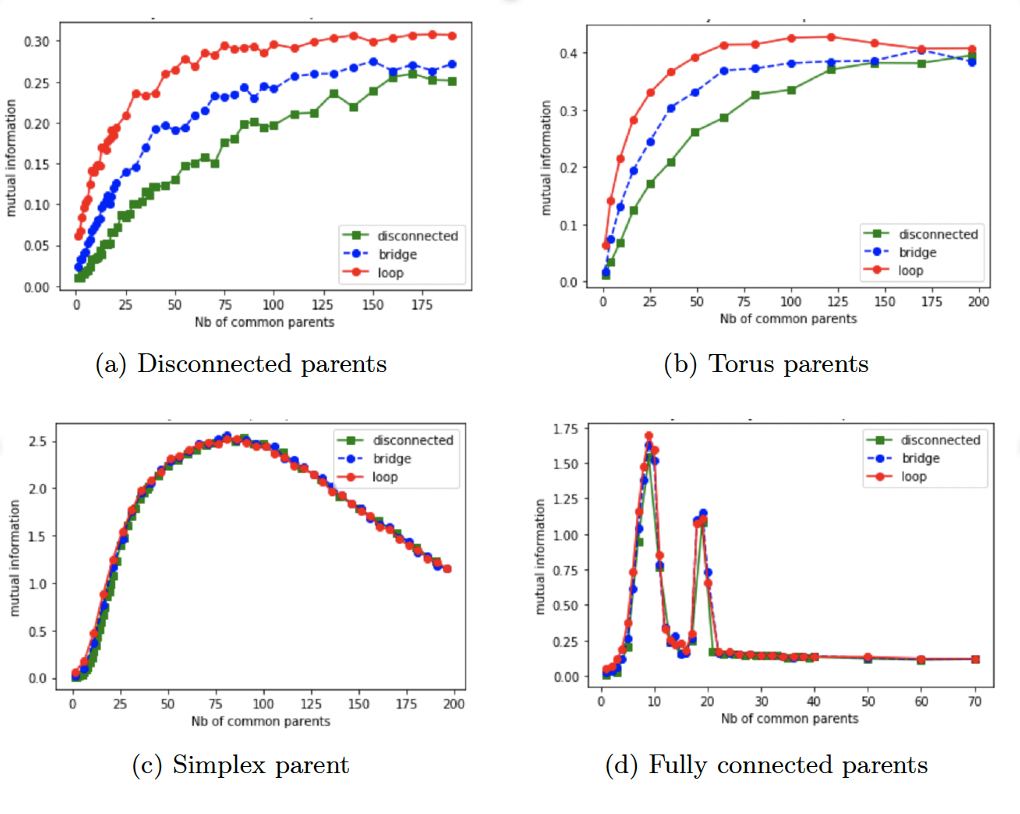 0.30
0.25
0.20
0.15
0.10
0.05
0.00
mutual information
disconnected
bridge
loop
0 25 50 75 100 125 150 175
Nb of common parents
(a) Disconnected parents
0.4
0.3
0.2
0.1
0.0
mutual information
disconnected
bridge
loop
0 25 50 75 100 125 150 175 200
Nb of common parents
(b) Torus parents
2.5
2.0
1.5
1.0
0.5
0.0
mutual information
disconnected
bridge
loop
0 25 50 75 100 125 150 175 200
Nb of common parents
(c) Simplex parent
1.75
1.50
1.25
1.00
0.75
0.50
0.25
0.00
mutual information
disconnected
bridge
loop
0 10 20 30 40 50 60 70
Nb of common parents
(d) Fully connected parents